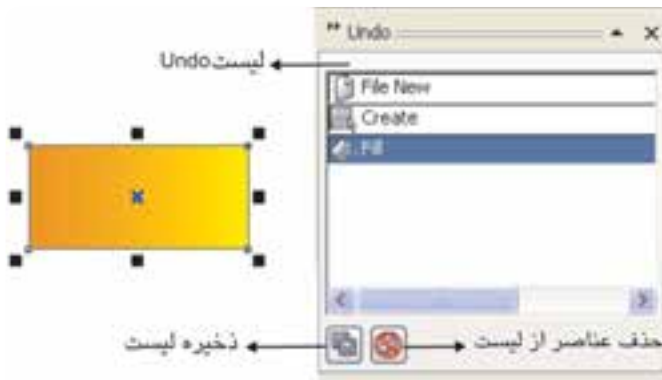 Undo
لیست Undo
File New
Create
Fill
ذخیره لیست
حذف عناصر از لیست